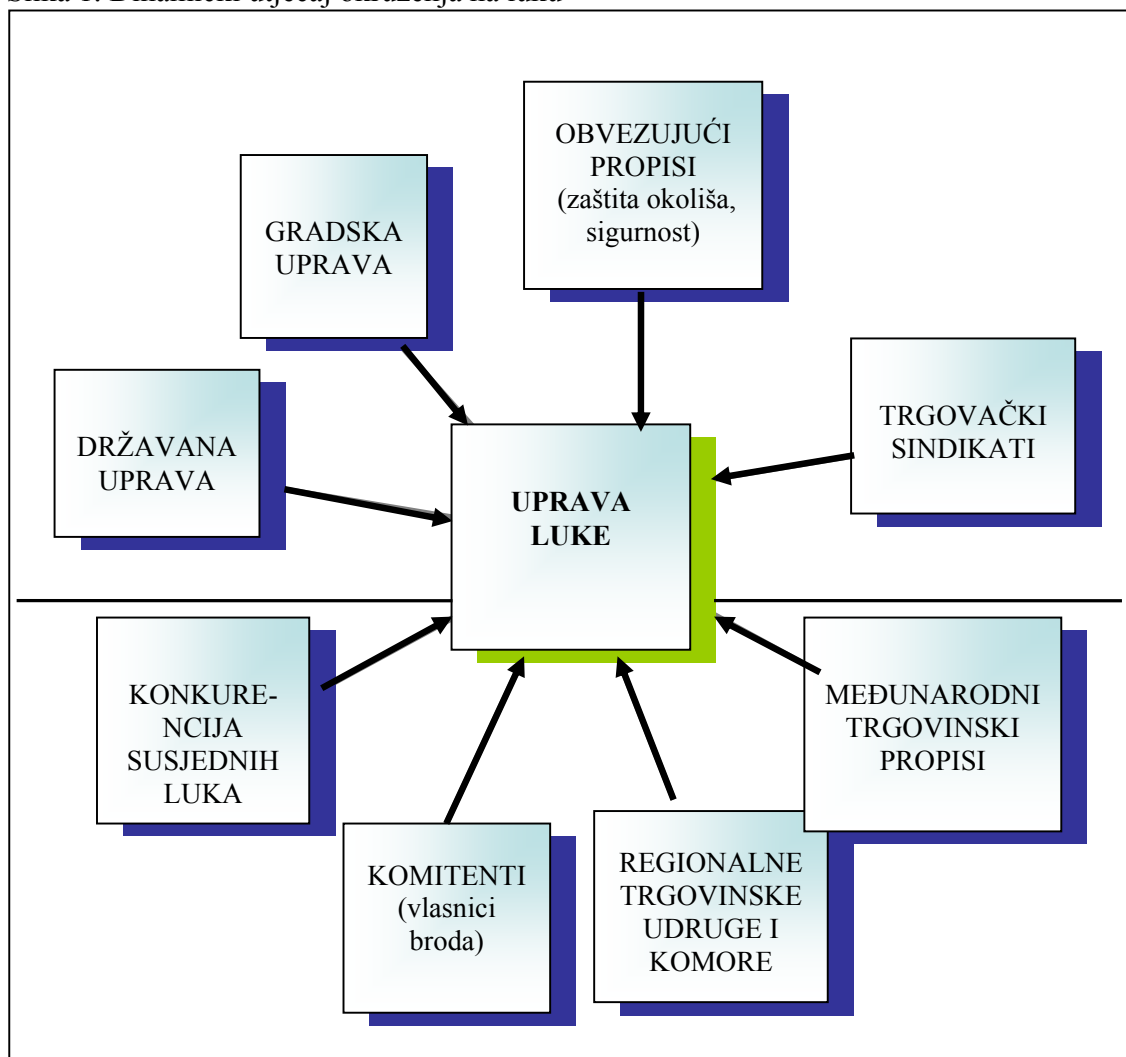 Slika 1. Dinamički utjecaj okruženja na luku
OBVEZUJUĆI
PROPISI
(zaštita okoliša,
sigurnost)
GRADSKA
UPRAVA
TRGOVAČKI
SINDIKATI
DRŽAVANA
UPRAVA
UPRAVA
LUKE
KONKURE-
NCIJA
SUSJEDNIH
LUKA
MEĐUNARODNI
TRGOVINSKI
PROPISI
KOMITENTI
(vlasnici
broda)
REGIONALNE
TRGOVINSKE
UDRUGE I
KOMORE